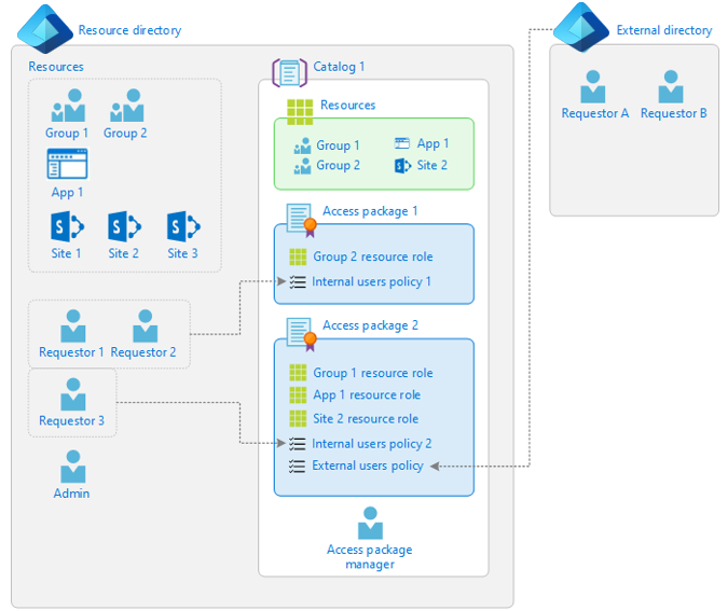 Resource directory
External directory
Resources
Catalog 1
Resources
Group 1
Group 2
App 1
Site 1
Site 2
Site 3
Group 1
App 1
Group 2
Site 2
Requestor A
Requestor B
Access package 1
Group 2 resource role
Internal users policy 1
Requestor 1
Requestor 2
Access package 2
Group 1 resource role
App 1 resource role
Site 2 resource role
Internal users policy 2
External users policy
Requestor 3
Admin
Access package
manager